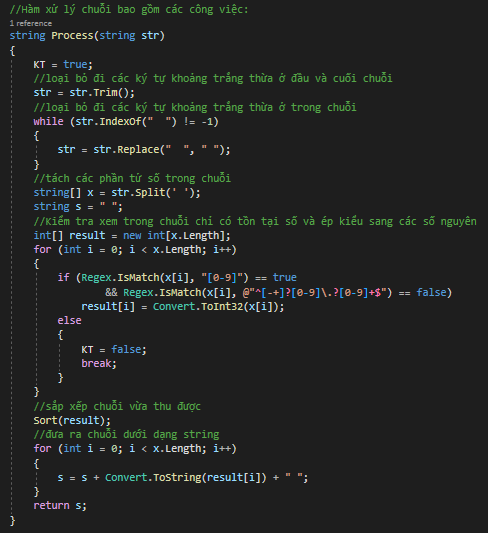 //Hàm xử lý chuỗi bao gồm các công việc:
1 reference
string Process(string str)
{
    KT = true;
    //loại bỏ đi các ký tự khoảng trắng thừa ở đầu và cuối chuỗi
    str = str.Trim();
    //loại bỏ đi các ký tự khoảng trắng thừa ở trong chuỗi
    while (str.IndexOf("  ") != -1)
    {
        str = str.Replace("  ", " ");
    }
    //tách các phần tử số trong chuỗi
    string[] x = str.Split(' ');
    string s = " ";
    //Kiểm tra xem trong chuỗi chỉ có tồn tại số và ép kiểu sang các số nguyên
    int[] result = new int[x.Length];
    for (int i = 0; i < x.Length; i++)
    {
        if (Regex.IsMatch(x[i], "[0-9]") == true
                && Regex.IsMatch(x[i], @"^[-+]?[0-9]\.?[0-9]+$") == false)
            result[i] = Convert.ToInt32(x[i]);
        else
        {
            KT = false;
            break;
        }
    }
    //sắp xếp chuỗi vừa thu được
    Sort(result);
    //đưa ra chuỗi dưới dạng string
    for (int i = 0; i < x.Length; i++)
    {
        s = s + Convert.ToString(result[i]) + " ";
    }
    return s;
}